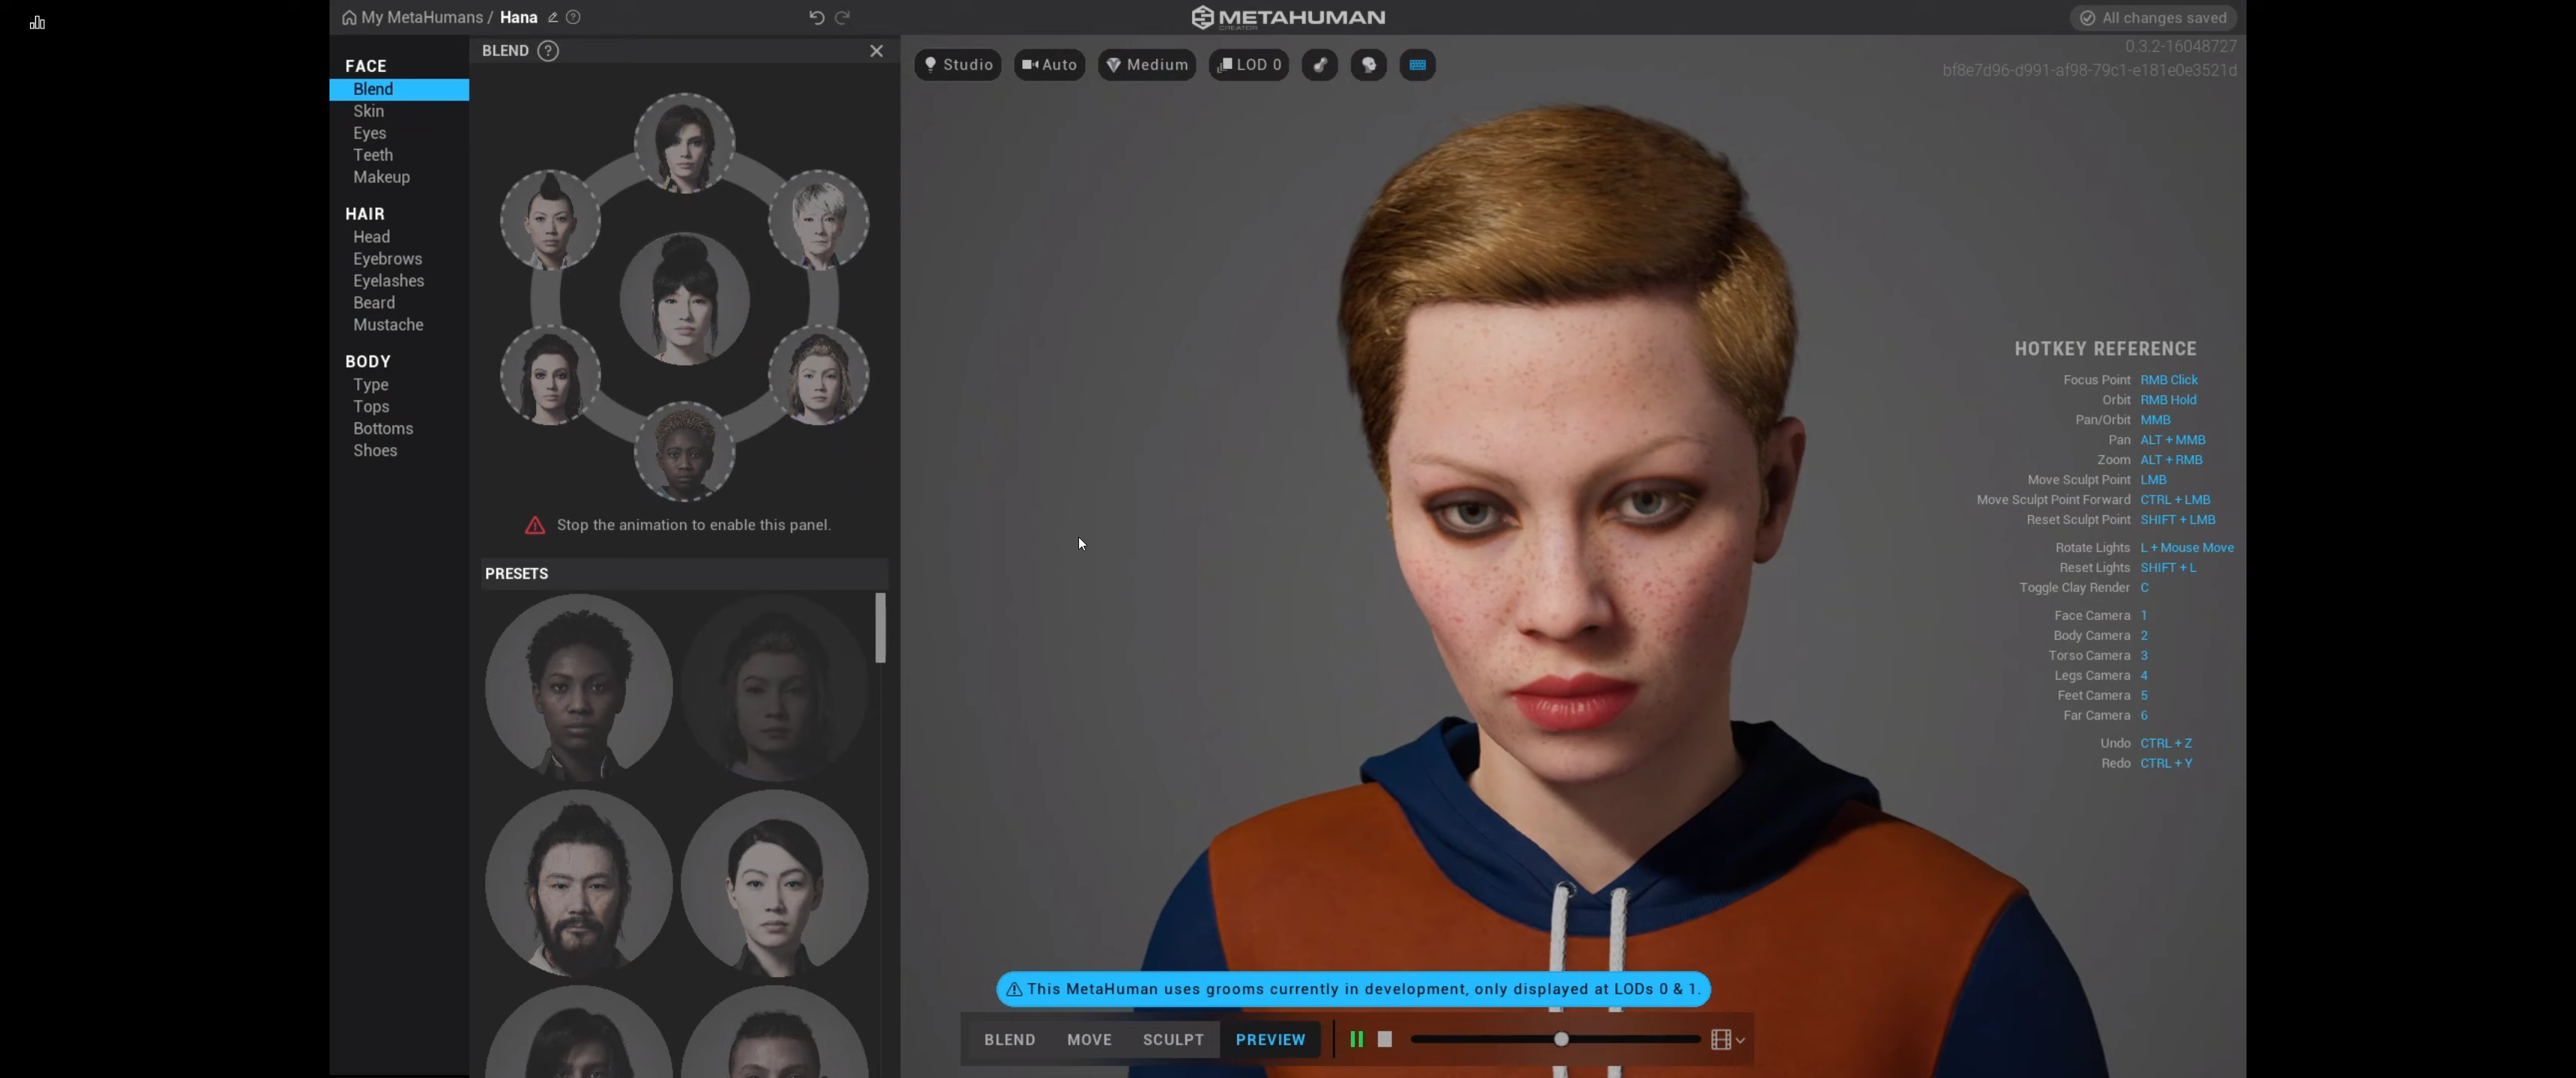 My MetaHumans / Hana
METAHUMAN
CREATOR
All changes saved
0.3.2-16048727
bf8e7d96-d991-af98-79c1-e181e0e3521d
FACE
Blend
Skin
Eyes
Teeth
Makeup
HAIR
Head
Eyebrows
Eyelashes
Beard
Mustache
BODY
Type
Tops
Bottoms
Shoes
BLEND ?
Stop the animation to enable this panel.
PRESETS
Studio
Auto
Medium
LOD 0
HOTKEY REFERENCE
Focus Point RMB Click
Orbit RMB Hold
Pan/Orbit MMB
Pan ALT + MMB
Zoom ALT + RMB
Move Sculpt Point LMB
Move Sculpt Point Forward CTRL + LMB
Reset Sculpt Point SHIFT + LMB
Rotate Lights L + Mouse Move
Reset Lights SHIFT + L
Toggle Clay Render C
Face Camera 1
Body Camera 2
Torso Camera 3
Legs Camera 4
Feet Camera 5
Far Camera 6
Undo CTRL + Z
Redo CTRL + Y
This MetaHuman uses grooms currently in development, only displayed at LODs 0 & 1.
BLEND MOVE SCULPT PREVIEW